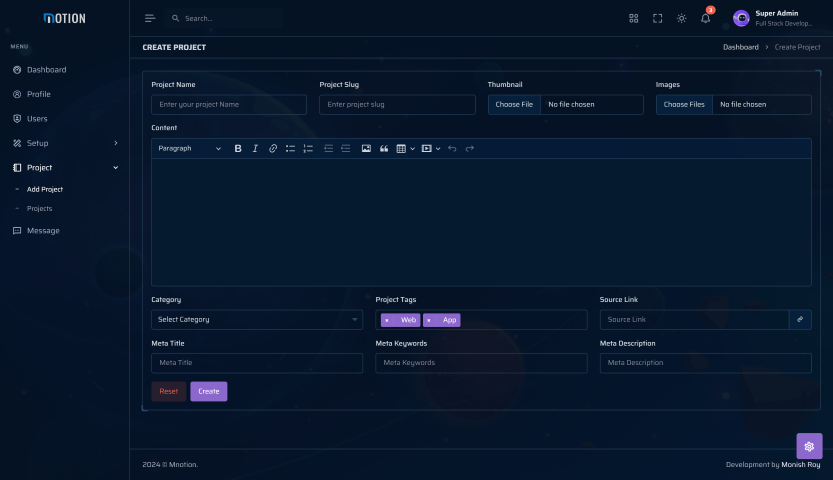 MNOTION
Search...
3
Super Admin
Full Stack Develop...
MENU
Dashboard
Profile
Users
Setup
Project
Add Project
Projects
Message
CREATE PROJECT
Dashboard > Create Project
Project Name
Project Slug
Thumbnail
Images
Enter your project Name
Enter project slug
Choose File No file chosen
Choose Files No file chosen
Content
Paragraph B I
Category
Project Tags
Source Link
Select Category
× Web × App
Source Link
Meta Title
Meta Keywords
Meta Description
Meta Title
Meta Keywords
Meta Description
Reset
Create
2024 © Mnotion.
Development by Monish Roy